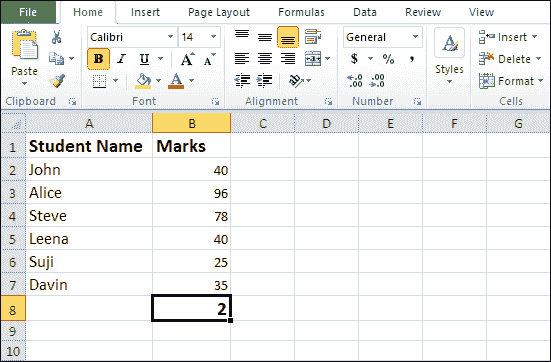 File Home Insert Page Layout Formulas Data Review View
Paste Calibri 14 General Styles Insert
B I U A A $ % , Delete
.0 .00 .00 .0 Format
Clipboard Font Alignment Number Cells
A B C D E F G
1 Student Name Marks
2 John 40
3 Alice 96
4 Steve 78
5 Leena 40
6 Suji 25
7 Davin 35
8 2
9
10